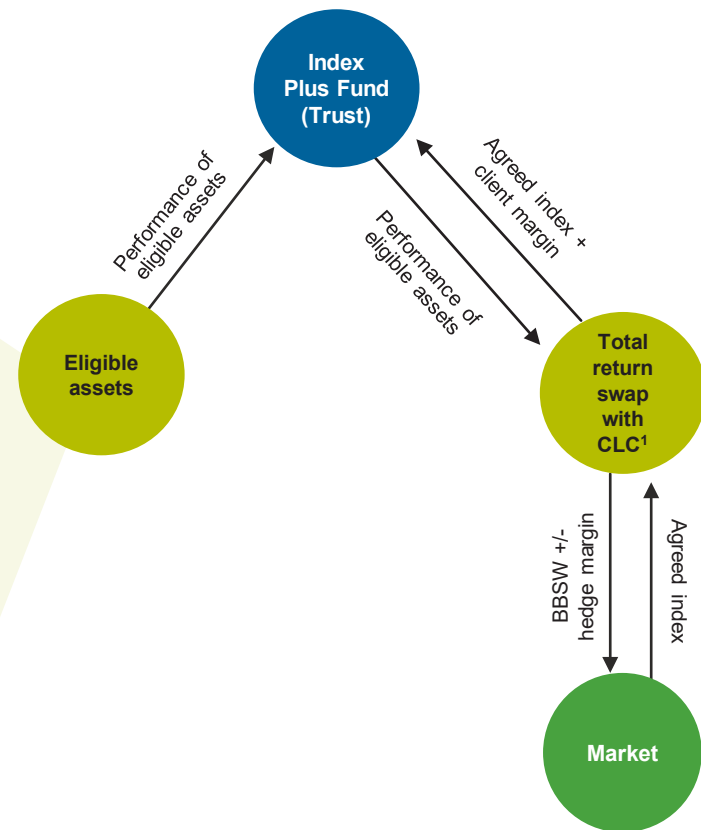 Index
Plus Fund
(Trust)
Performance of
eligible assets
Agreed index +
client margin
Performance of
eligible assets
Eligible
assets
Total
return
swap
with
CLC¹
BBSW +/-
hedge margin
Agreed index
Market